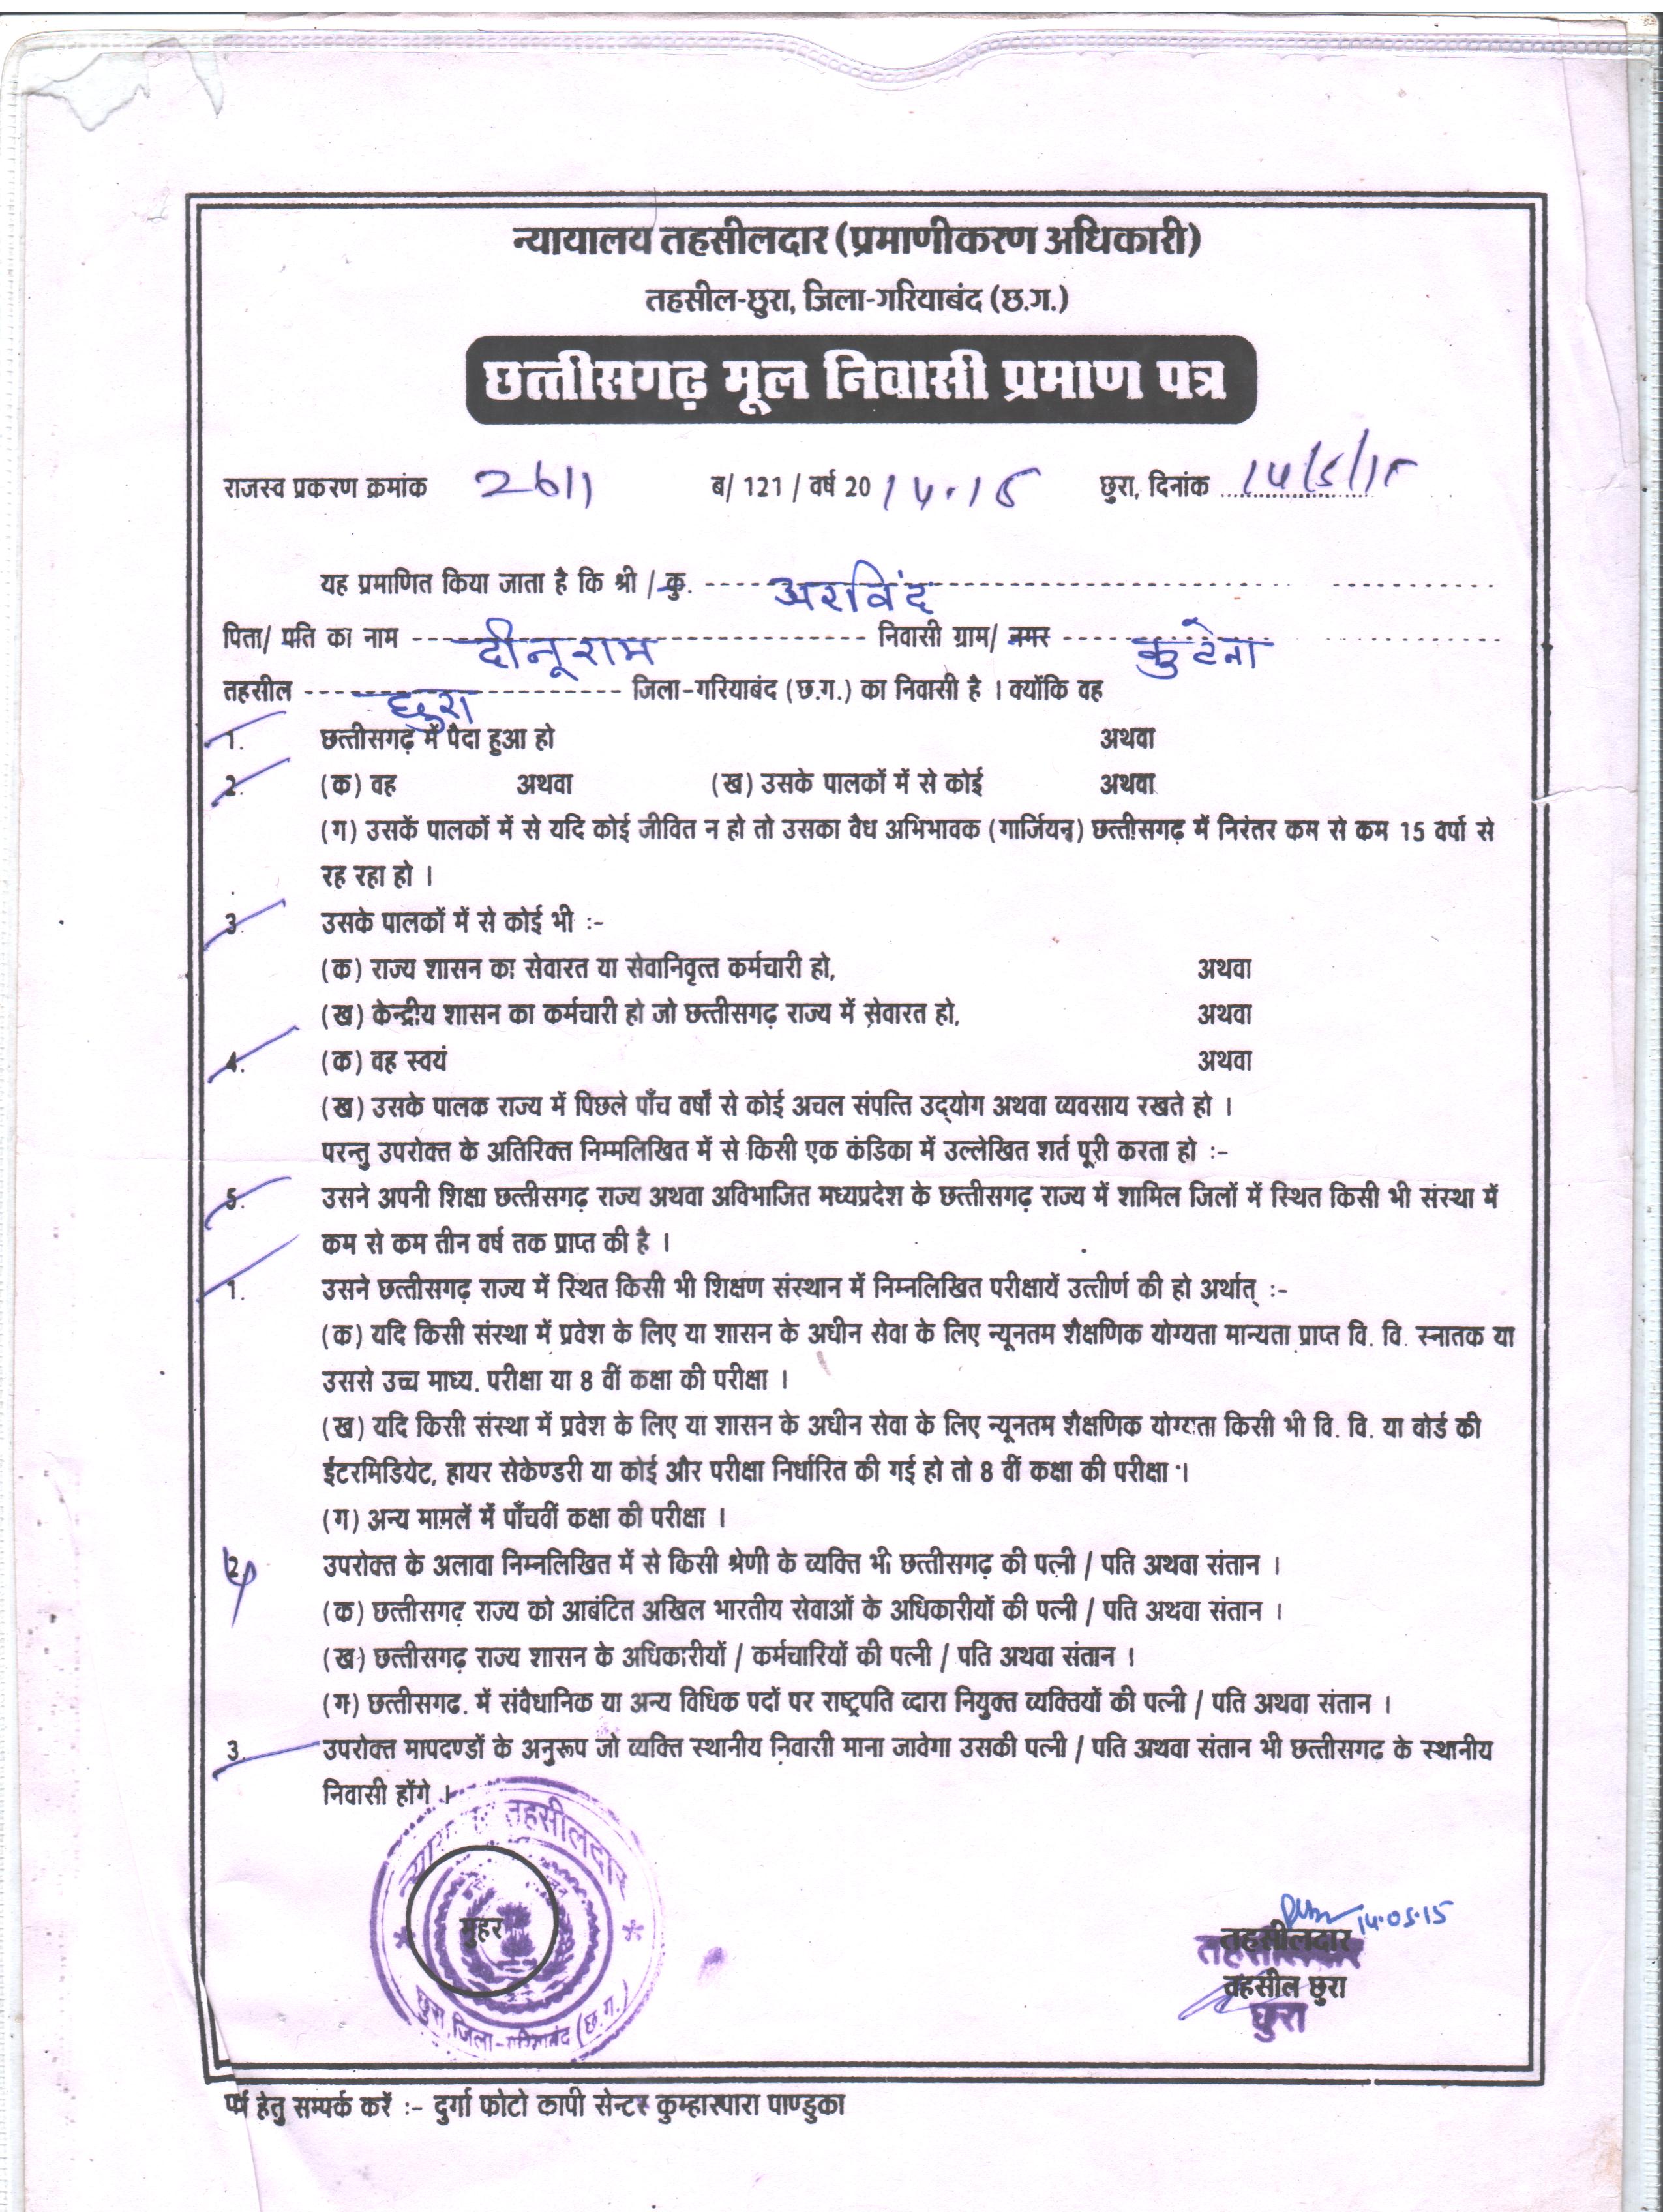 न्यायालय तहसीलदार (प्रमाणीकरण अधिकारी)
तहसील-छुरा, जिला-गरियाबंद (छ.ग.)
छत्तीसगढ़ मूल निवासी प्रमाण पत्र
राजस्व प्रकरण क्रमांक 2611 ब/ 121 / वर्ष 2014-15 छुरा, दिनांक 14/5/15
यह प्रमाणित किया जाता है कि श्री / कु. अरविंद
पिता/ पति का नाम दीनूराम निवासी ग्राम/ नगर कुटेना
तहसील छुरा जिला-गरियाबंद (छ.ग.) का निवासी है । क्योंकि वह
1. छत्तीसगढ़ में पैदा हुआ हो अथवा
2. (क) वह अथवा (ख) उसके पालकों में से कोई अथवा
(ग) उसकें पालकों में से यदि कोई जीवित न हो तो उसका वैध अभिभावक (गार्जियन) छत्तीसगढ़ में निरंतर कम से कम 15 वर्षो से
रह रहा हो ।
3 उसके पालकों में से कोई भी :-
(क) राज्य शासन का सेवारत या सेवानिवृत्त कर्मचारी हो, अथवा
(ख) केन्द्रीय शासन का कर्मचारी हो जो छत्तीसगढ़ राज्य में सेवारत हो, अथवा
4. (क) वह स्वयं अथवा
(ख) उसके पालक राज्य में पिछले पाँच वर्षों से कोई अचल संपत्ति उद्योग अथवा व्यवसाय रखते हो ।
परन्तु उपरोक्त के अतिरिक्त निम्मलिखित में से किसी एक कंडिका में उल्लेखित शर्त पूरी करता हो :-
5. उसने अपनी शिक्षा छत्तीसगढ़ राज्य अथवा अविभाजित मध्यप्रदेश के छत्तीसगढ़ राज्य में शामिल जिलों में स्थित किसी भी संस्था में
कम से कम तीन वर्ष तक प्राप्त की है ।
1. उसने छत्तीसगढ़ राज्य में स्थित किसी भी शिक्षण संस्थान में निम्नलिखित परीक्षायें उत्तीर्ण की हो अर्थात् :-
(क) यदि किसी संस्था में प्रवेश के लिए या शासन के अधीन सेवा के लिए न्यूनतम शैक्षणिक योग्यता मान्यता प्राप्त वि. वि. स्नातक या
उससे उच्च माध्य. परीक्षा या 8 वीं कक्षा की परीक्षा ।
(ख) यदि किसी संस्था में प्रवेश के लिए या शासन के अधीन सेवा के लिए न्यूनतम शैक्षणिक योग्यता किसी भी वि. वि. या वोर्ड की
ईटरमिडियेट, हायर सेकेण्डरी या कोई और परीक्षा निर्धारित की गई हो तो 8 वीं कक्षा की परीक्षा ।
(ग) अन्य मामलें में पाँचवीं कक्षा की परीक्षा ।
2. उपरोक्त के अलावा निम्नलिखित में से किसी श्रेणी के व्यक्ति भी छत्तीसगढ़ की पत्नी / पति अथवा संतान ।
(क) छत्तीसगढ़ राज्य को आबंटित अखिल भारतीय सेवाओं के अधिकारीयों की पत्नी / पति अथवा संतान ।
(ख) छत्तीसगढ़ राज्य शासन के अधिकारीयों / कर्मचारियों की पत्नी / पति अथवा संतान ।
(ग) छत्तीसगढ. में संवैधानिक या अन्य विधिक पदों पर राष्ट्रपति व्दारा नियुक्त व्यक्तियों की पत्नी / पति अथवा संतान ।
3. उपरोक्त मापदण्डों के अनुरूप जो व्यक्ति स्थानीय निवासी माना जावेगा उसकी पत्नी / पति अथवा संतान भी छत्तीसगढ़ के स्थानीय
निवासी होंगे ।
तहसीलदार
मुहर
छुरा, जिला-गरियाबंद (छ.ग.)
14.05.15
तहसीलदार
तहसीलदार
तहसील छुरा
छुरा
हेतु सम्पर्क करें :- दुर्गा फोटो कापी सेन्टर कुम्हारपारा पाण्डुका